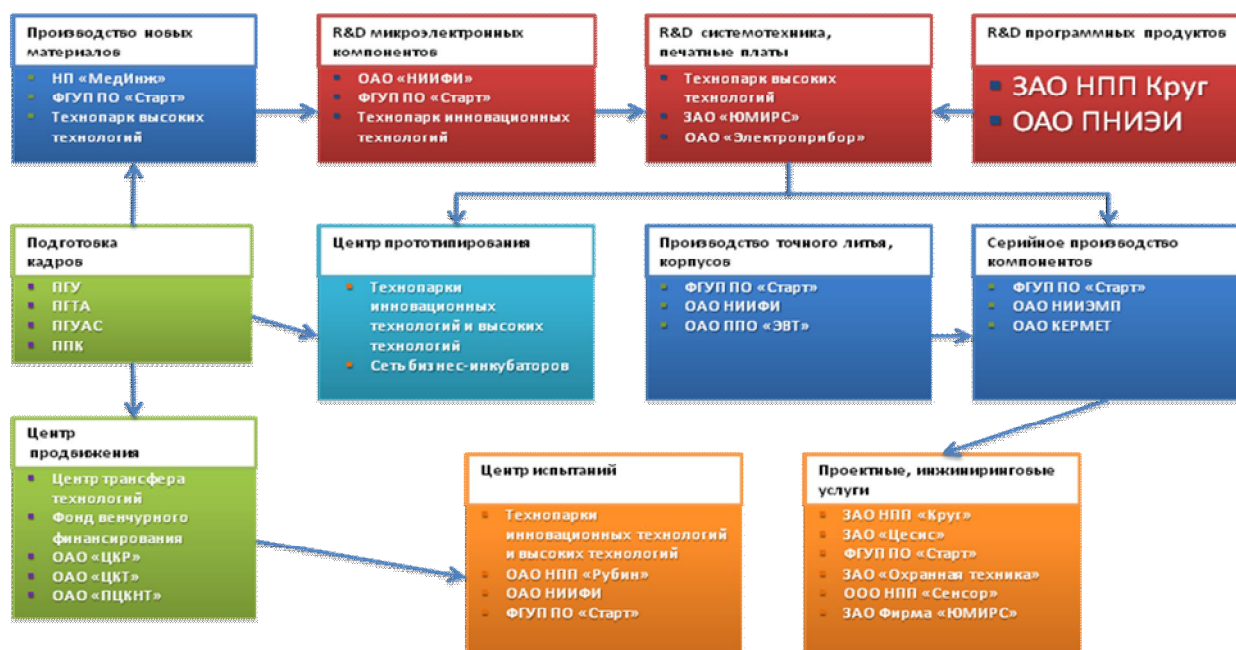 Производство новых
материалов
НП «МедИнж»
ФГУП ПО «Старт»
Технопарк высоких
технологий
R&D микроэлектронных
компонентов
ОАО «НИИФИ»
ФГУП ПО «Старт»
Технопарк инновационных
технологий
R&D системотехника,
печатные платы
Технопарк высоких
технологий
ЗАО «ЮМИРС»
ОАО «Электроприбор»
R&D программных продуктов
ЗАО НПП Круг
ОАО ПНИЭИ
Подготовка
кадров
ПГУ
ПГТА
ПГУАС
ППК
Центр прототипирования
Технопарки
инновационных
технологий и высоких
технологий
Сеть бизнес-инкубаторов
Производство точного литья,
корпусов
ФГУП ПО «Старт»
ОАО НИИФИ
ОАО ППО «ЭВТ»
Серийное производство
компонентов
ФГУП ПО «Старт»
ОАО НИИЭМП
ОАО КЕРМЕТ
Центр
продвижения
Центр трансфера
технологий
Фонд венчурного
финансирования
ОАО «ЦКР»
ОАО «ЦКТ»
ОАО «ПЦКНТ»
Центр испытаний
Технопарки
инновационных технологий
и высоких технологий
ОАО НПП «Рубин»
ОАО НИИФИ
ФГУП ПО «Старт»
Проектные, инжиниринговые
услуги
ЗАО НПП «Круг»
ЗАО «Цесис»
ФГУП ПО «Старт»
ЗАО «Охранная техника»
ООО НПП «Сенсор»
ЗАО Фирма «ЮМИРС»